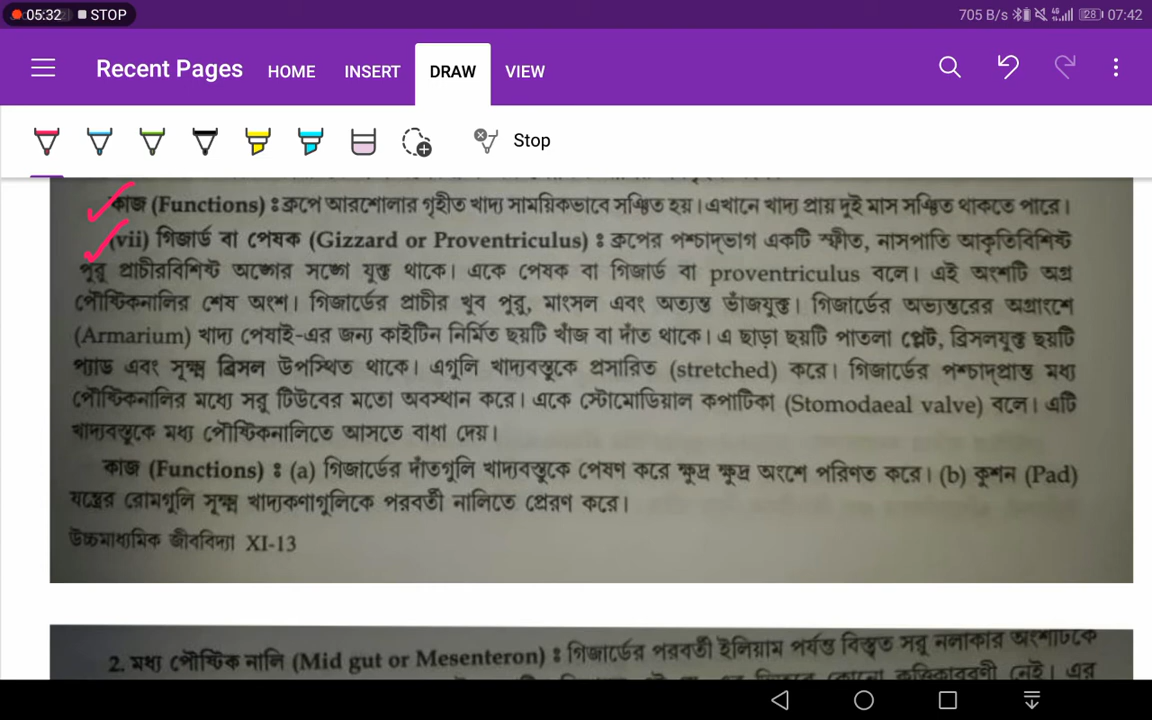 05:32 STOP 705 B/s 28 07:42
Recent Pages HOME INSERT DRAW VIEW
Stop
কাজ (Functions) : ক্রপে আরশোলার গৃহীত খাদ্য সাময়িকভাবে সঞ্চিত হয়। এখানে খাদ্য প্রায় দুই মাস সঞ্চিত থাকতে পারে।
(vii) গিজার্ড বা পেষক (Gizzard or Proventriculus) : ক্রপের পশ্চাদ্‌ভাগ একটি স্ফীত, নাসপাতি আকৃতিবিশিষ্ট
পুরু প্রাচীরবিশিষ্ট অঙ্গের সঙ্গে যুক্ত থাকে। একে পেষক বা গিজার্ড বা proventriculus বলে। এই অংশটি অগ্র
পৌষ্টিকনালির শেষ অংশ। গিজার্ডের প্রাচীর খুব পুরু, মাংসল এবং অত্যন্ত ভাঁজযুক্ত। গিজার্ডের অভ্যন্তরের অগ্রাংশে
(Armarium) খাদ্য পেষাই-এর জন্য কাইটিন নির্মিত ছয়টি খাঁজ বা দাঁত থাকে। এ ছাড়া ছয়টি পাতলা প্লেট, ব্রিসলযুক্ত ছয়টি
প্যাড এবং সূক্ষ্ম ব্রিসল উপস্থিত থাকে। এগুলি খাদ্যবস্তুকে প্রসারিত (stretched) করে। গিজার্ডের পশ্চাদ্‌প্রান্ত মধ্য
পৌষ্টিকনালির মধ্যে সরু টিউবের মতো অবস্থান করে। একে স্টোমোডিয়াল কপাটিকা (Stomodaeal valve) বলে। এটি
খাদ্যবস্তুকে মধ্য পৌষ্টিকনালিতে আসতে বাধা দেয়।
কাজ (Functions) : (a) গিজার্ডের দাঁতগুলি খাদ্যবস্তুকে পেষণ করে ক্ষুদ্র ক্ষুদ্র অংশে পরিণত করে। (b) কুশন (Pad)
যন্ত্রের রোমগুলি সূক্ষ্ম খাদ্যকণাগুলিকে পরবর্তী নালিতে প্রেরণ করে।
উচ্চমাধ্যমিক জীববিদ্যা XI-13
2. মধ্য পৌষ্টিক নালি (Mid gut or Mesenteron) : গিজার্ডের পরবর্তী ইলিয়াম পর্যন্ত বিস্তৃত সরু নলাকার অংশটিকে
নেই। এর